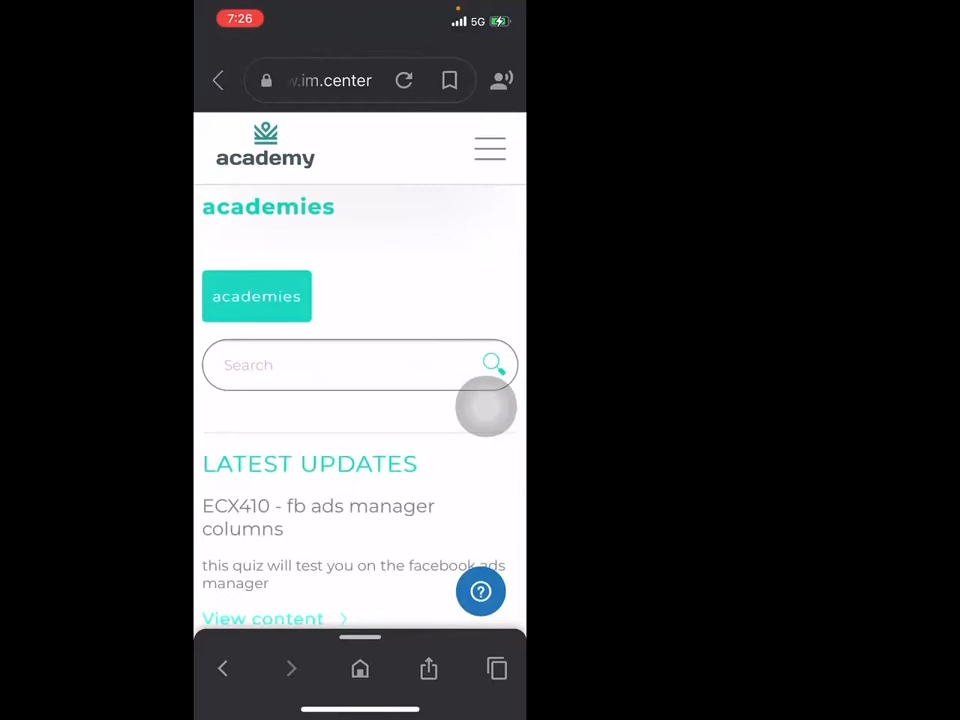 7:26
5G
w.im.center
academy
academies
academies
Search
LATEST UPDATES
ECX410 - fb ads manager
columns
this quiz will test you on the facebook ads
manager
View content